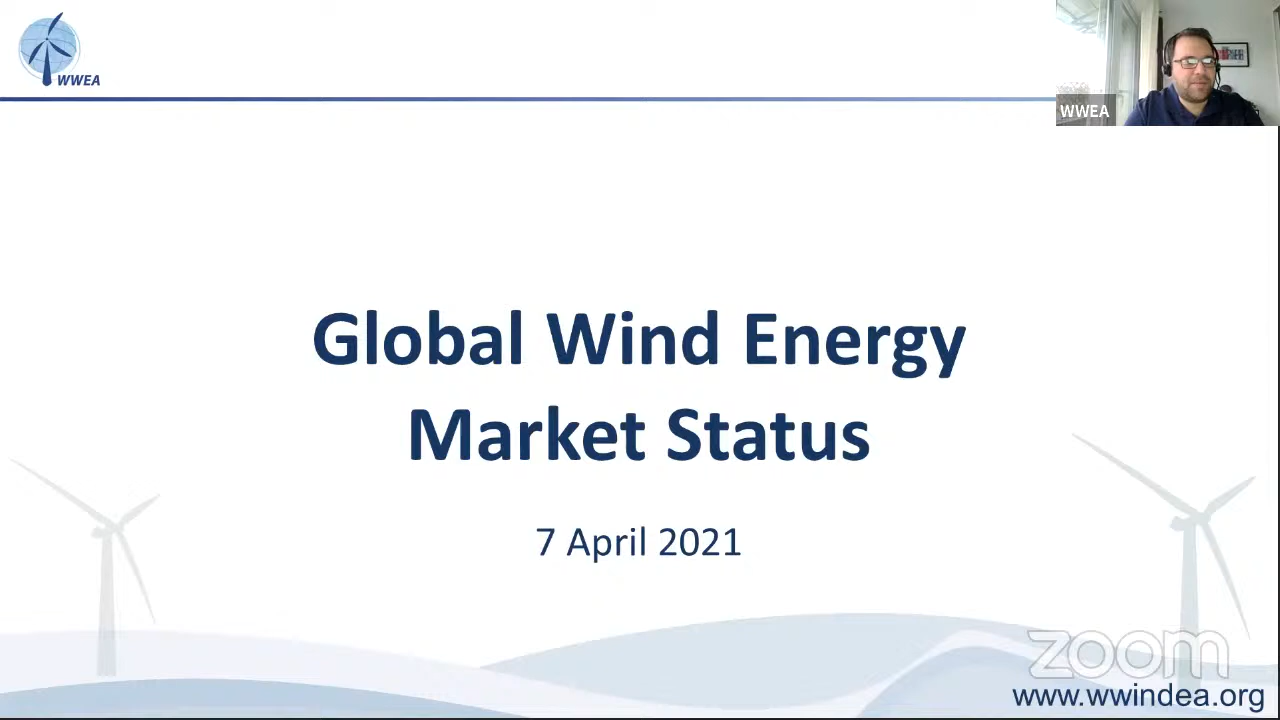 WWEA
WWEA
Global Wind Energy
Market Status
7 April 2021
zoom
www.wwindea.org